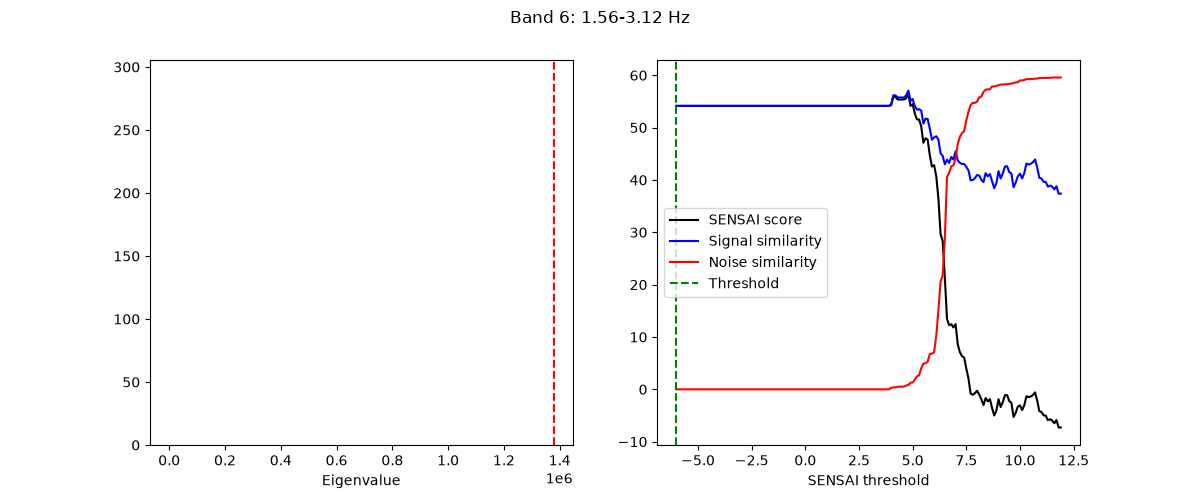 Band 6: 1.56-3.12 Hz
300
250
200
150
100
50
0
0.0 0.2 0.4 0.6 0.8 1.0 1.2 1.4
1e6
Eigenvalue
60
50
40
30
20
10
0
−10
SENSAI score
Signal similarity
Noise similarity
Threshold
−5.0 −2.5 0.0 2.5 5.0 7.5 10.0 12.5
SENSAI threshold